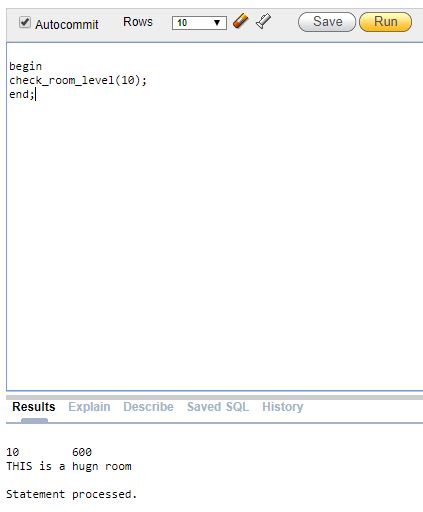 Autocommit Rows 10 Save Run
begin
check_room_level(10);
end;
Results Explain Describe Saved SQL History
10 600
THIS is a hugn room
Statement processed.